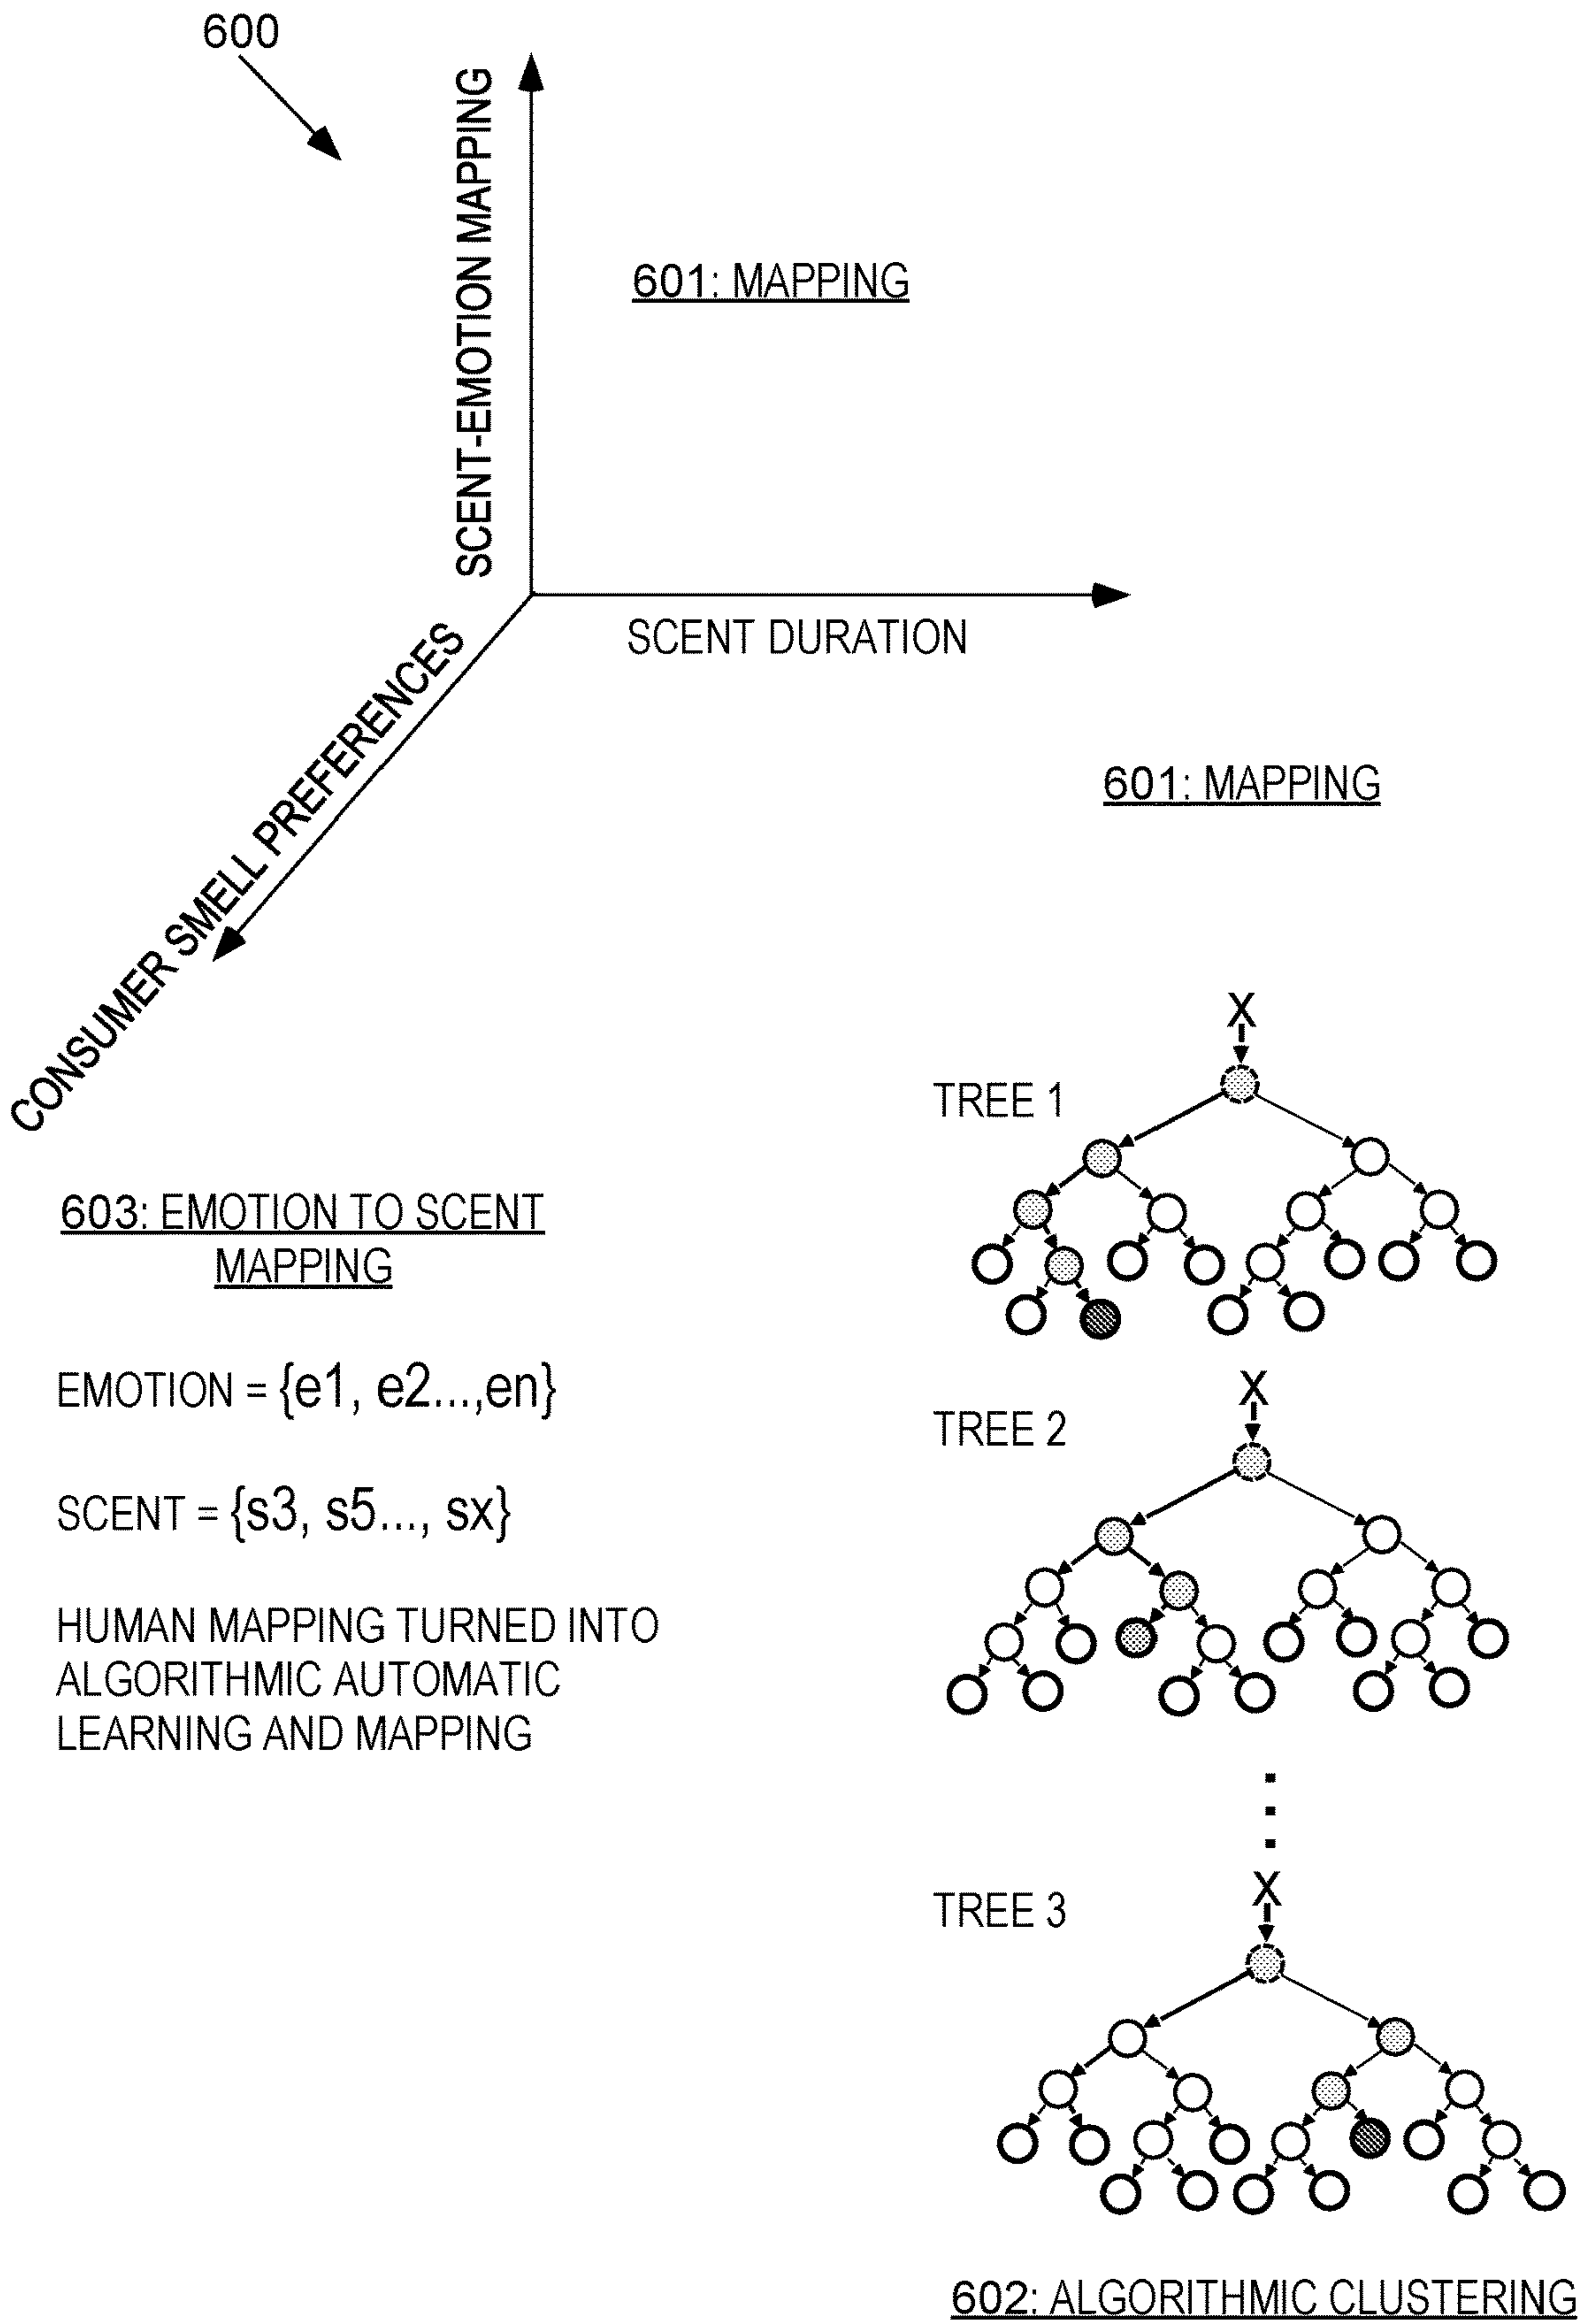 600
SCENT-EMOTION MAPPING
601: MAPPING
SCENT DURATION
CONSUMER SMELL PREFERENCES
601: MAPPING
X
TREE 1
603: EMOTION TO SCENT
MAPPING
EMOTION = {e1, e2...,en}
X
TREE 2
SCENT = {s3, s5..., sx}
HUMAN MAPPING TURNED INTO
ALGORITHMIC AUTOMATIC
LEARNING AND MAPPING
X
TREE 3
602: ALGORITHMIC CLUSTERING